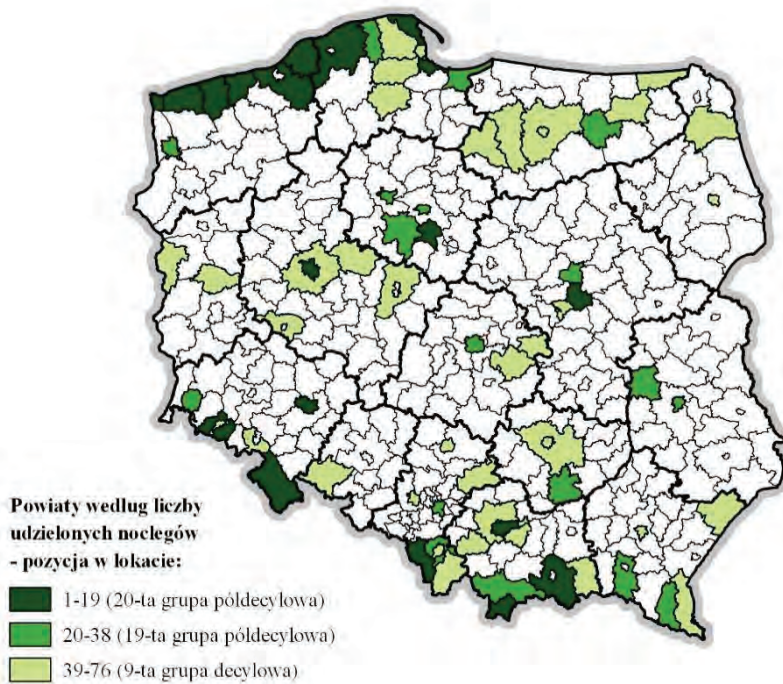 Powiaty według liczby
udzielonych noclegów
- pozycja w lokacie:
1-19 (20-ta grupa półdecylowa)
20-38 (19-ta grupa półdecylowa)
39-76 (9-ta grupa decylowa)